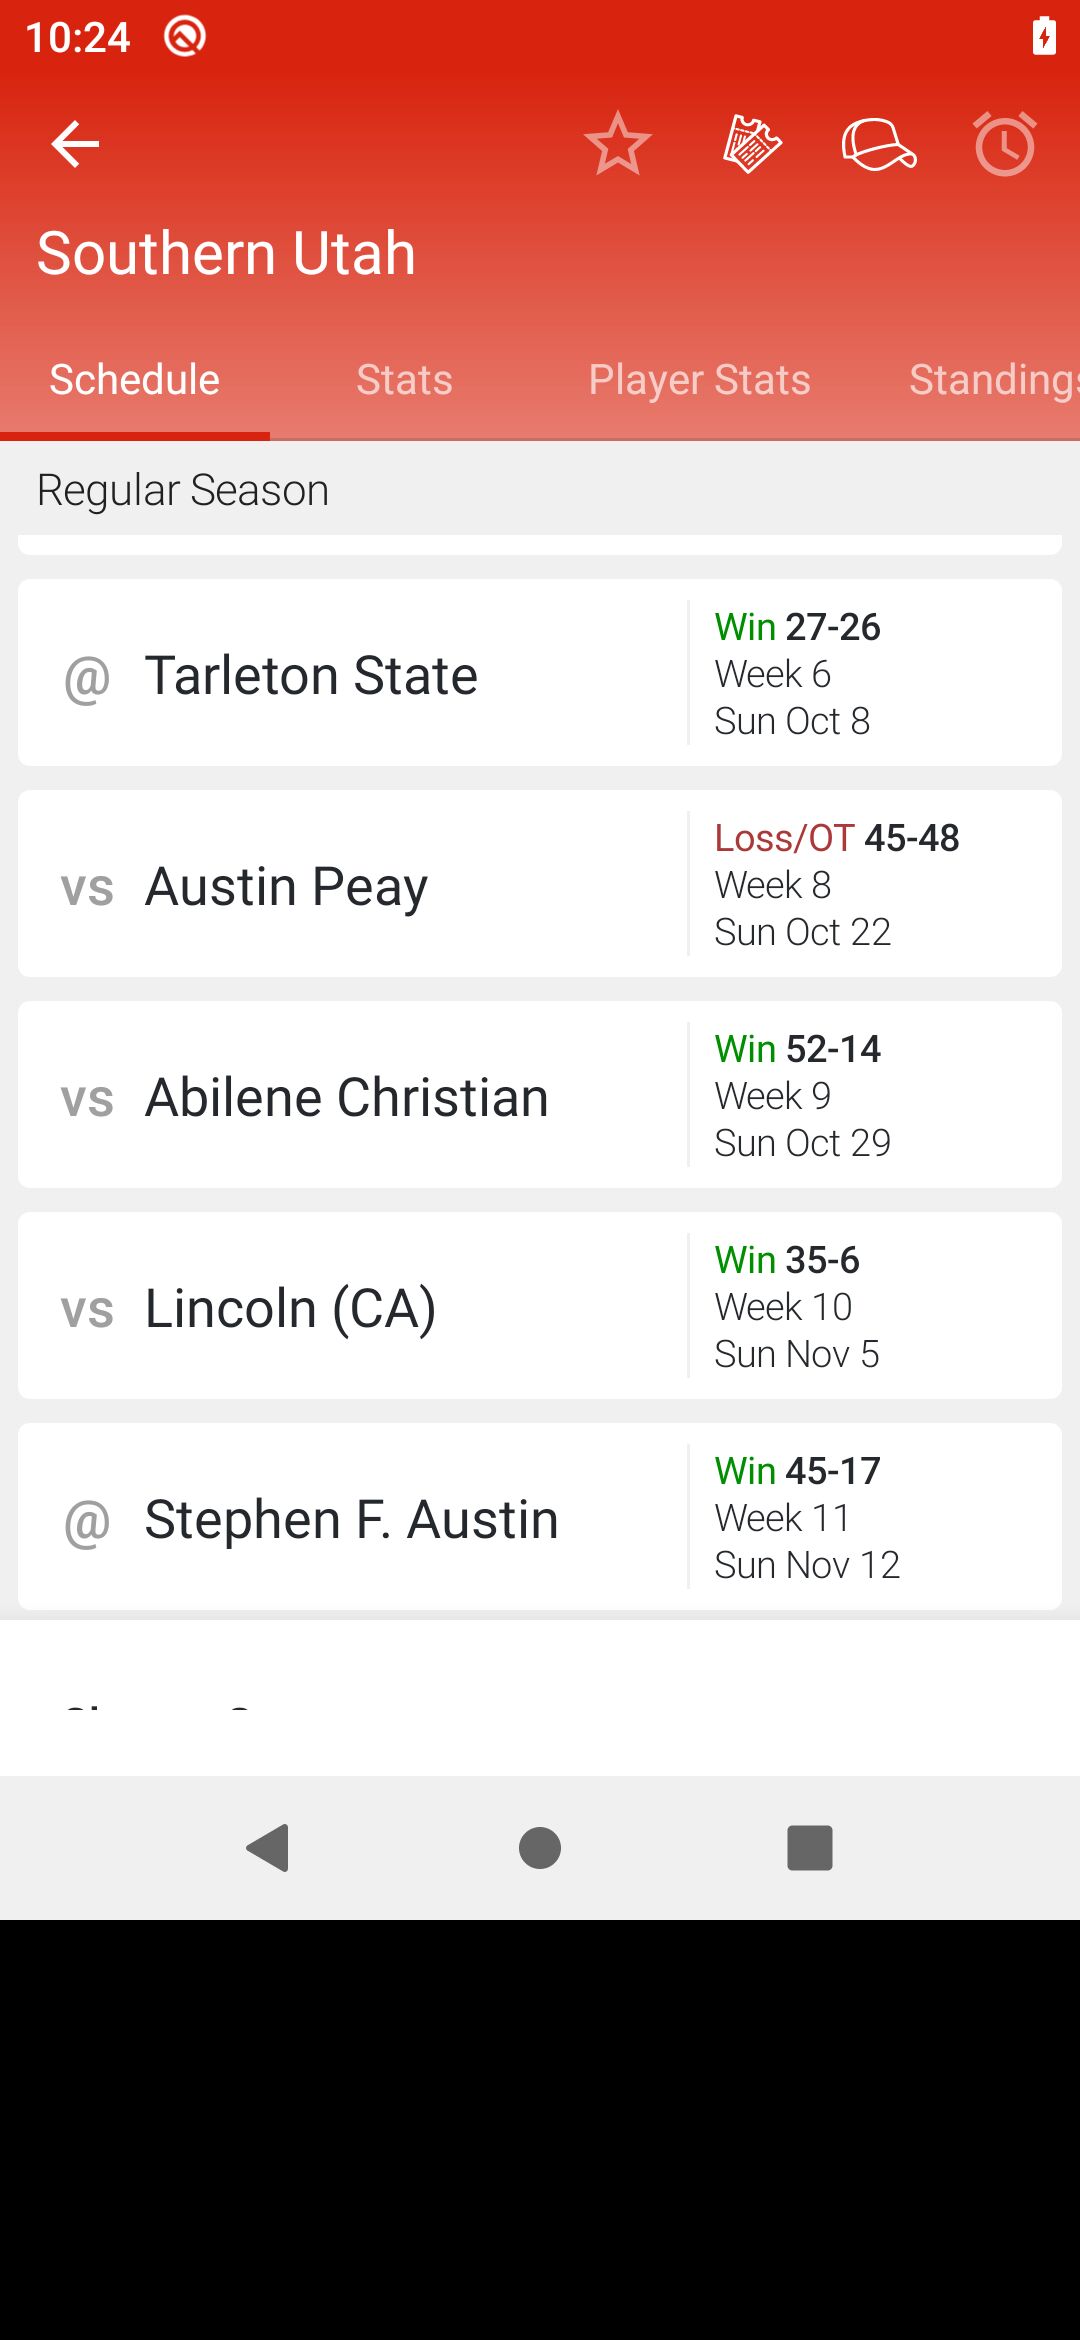 10:24
Southern Utah
Schedule
Stats
Player Stats
Standings
Regular Season
@ Tarleton State
Win 27-26
Week 6
Sun Oct 8
vs Austin Peay
Loss/OT 45-48
Week 8
Sun Oct 22
vs Abilene Christian
Win 52-14
Week 9
Sun Oct 29
vs Lincoln (CA)
Win 35-6
Week 10
Sun Nov 5
@ Stephen F. Austin
Win 45-17
Week 11
Sun Nov 12